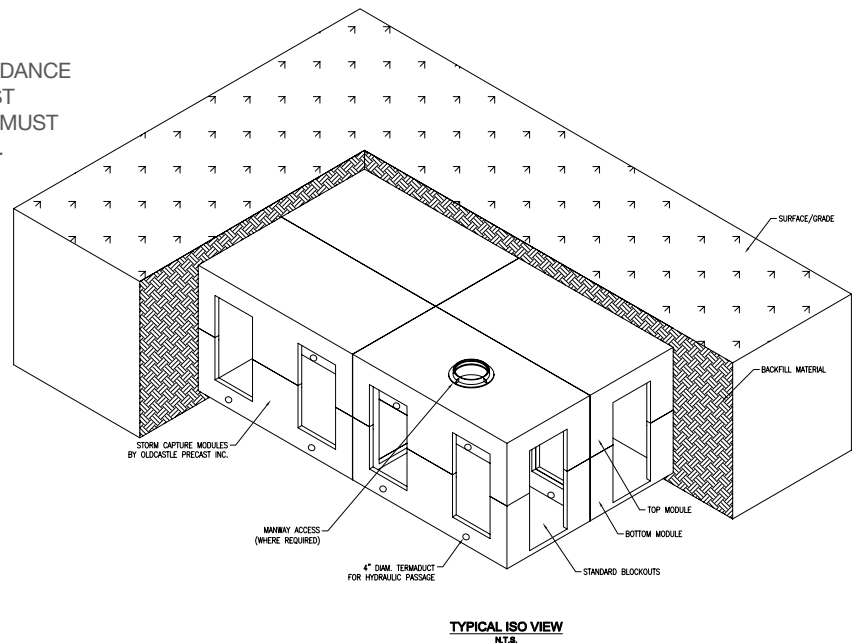 DANCE
ST
MUST
.
SURFACE/GRADE
BACKFILL MATERIAL
STORM CAPTURE MODULES
BY OLDCASTLE PRECAST INC.
TOP MODULE
MANWAY ACCESS
(WHERE REQUIRED)
BOTTOM MODULE
4" DIAM. TERMADUCT
FOR HYDRAULIC PASSAGE
STANDARD BLOCKOUTS
TYPICAL ISO VIEW
N.T.S.